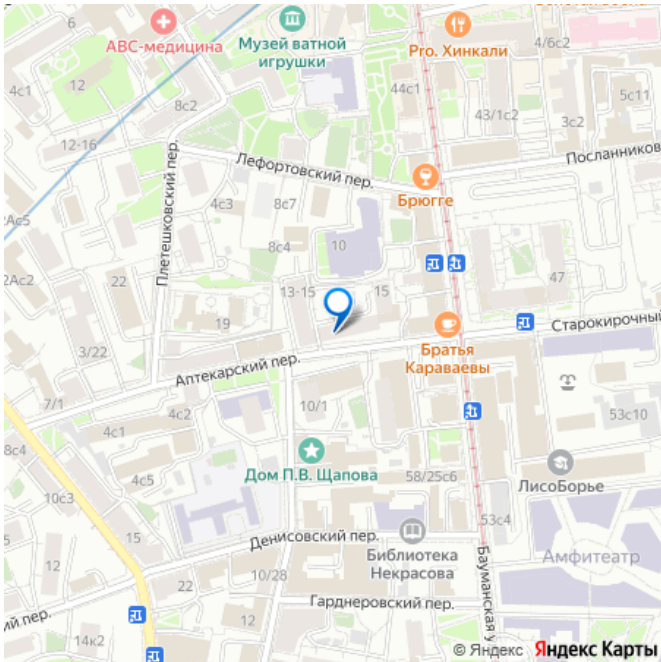 6
АВС-медицина
12
4с1
8с2
Музей ватной
игрушки
Pro. Хинкали
4/6с2
44с1
43/1с2
5с11
3с2
12-16
Лефортовский пер.
Посланников
Брюгге
Плетешковский пер.
4с3
8с7
2Ас5
8с4
10
2Ас2
22
13-15
15
47
19
Старокирочный
3/22
Братья
Караваевы
Аптекарский пер.
7/1
4с2
10/1
4с1
53с10
8с4
4с5
Дом П.В. Щапова
58/25с6
ЛисоБорье
10с3
53с4
15
Денисовский пер.
Библиотека
Некрасова
Амфитеатр
12
22
10/28
Бауманская у
Гарднеровский пер.
ий пер.
12
14к2
© Яндекс Яндекс Карты